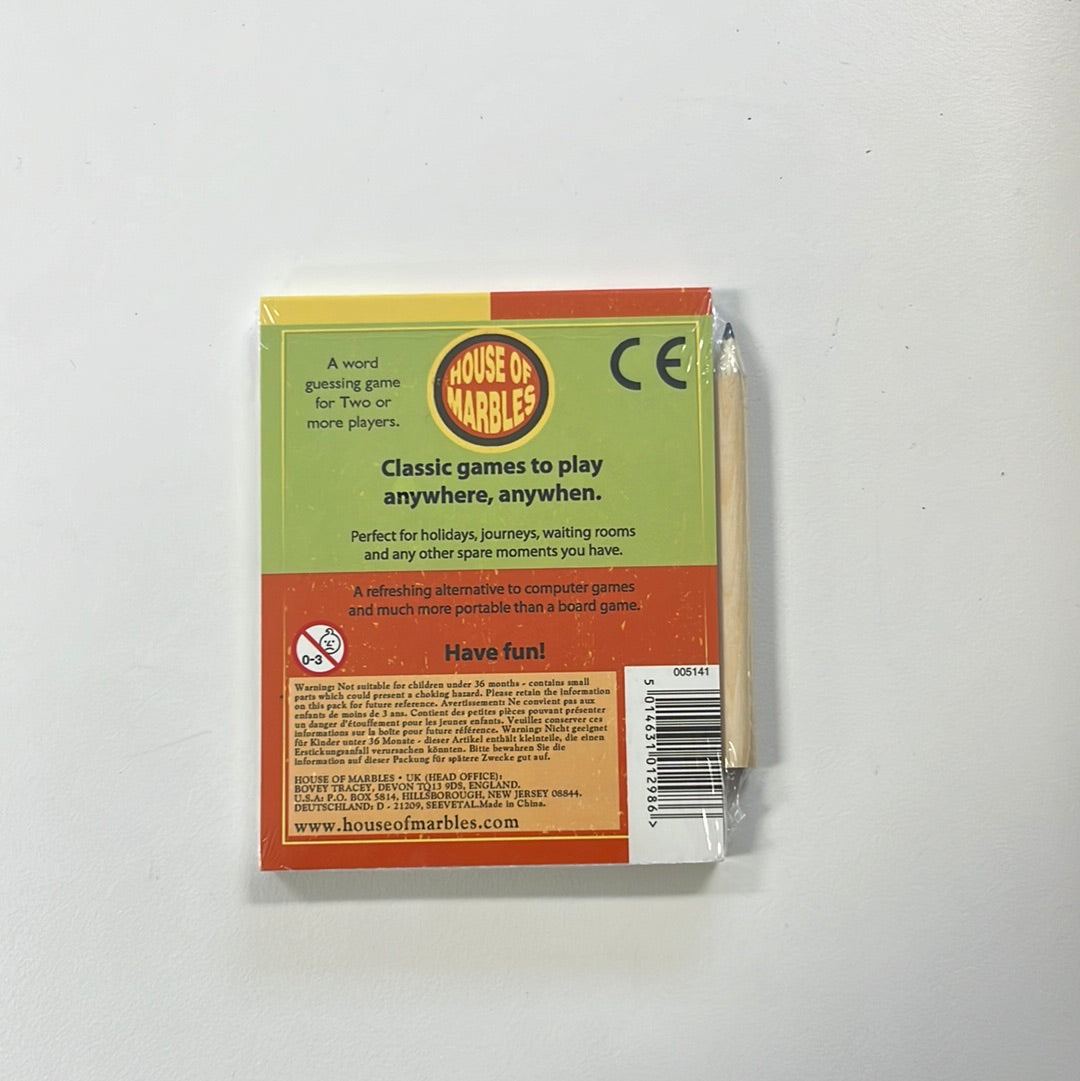 A word
guessing game
for Two or
more players.
HOUSE OF
MARBLES
CE
Classic games to play
anywhere, anywhen.
Perfect for holidays, journeys, waiting rooms
and any other spare moments you have.
A refreshing alternative to computer games
and much more portable than a board game.
0-3
Have fun!
Warning: Not suitable for children under 36 months - contains small
parts which could present a choking hazard. Please retain the information
on this pack for future reference. Avertissement: Ne convient pas aux
enfants de moins de 3 ans. Contient des petites pièces pouvant présenter
un danger d'étouffement pour les jeunes enfants. Veuillez conserver ces
informations sur la boîte pour future référence. Warnung: Nicht geeignet
für Kinder unter 36 Monate - dieser Artikel enthält kleinteile, die einen
Erstickungsanfall verursachen könnten. Bitte bewahren Sie die
information auf dieser Packung für spätere Zwecke gut auf.
HOUSE OF MARBLES • UK (HEAD OFFICE):
BOVEY TRACEY, DEVON TQ13 9DS, ENGLAND.
U.S.A: P.O. BOX 5814, HILLSBOROUGH, NEW JERSEY 08844.
DEUTSCHLAND: D - 21209, SEEVETAL.Made in China.
www.houseofmarbles.com
005141
5 014631 012986 >